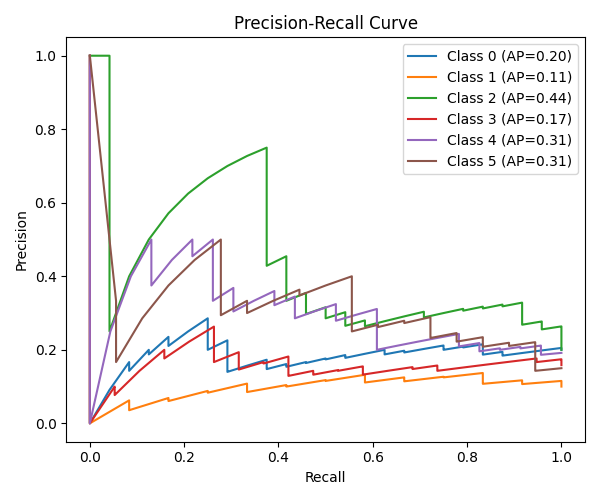 Precision-Recall Curve
1.0
0.8
0.6
0.4
0.2
0.0
Precision
Class 0 (AP=0.20)
Class 1 (AP=0.11)
Class 2 (AP=0.44)
Class 3 (AP=0.17)
Class 4 (AP=0.31)
Class 5 (AP=0.31)
0.0 0.2 0.4 0.6 0.8 1.0
Recall